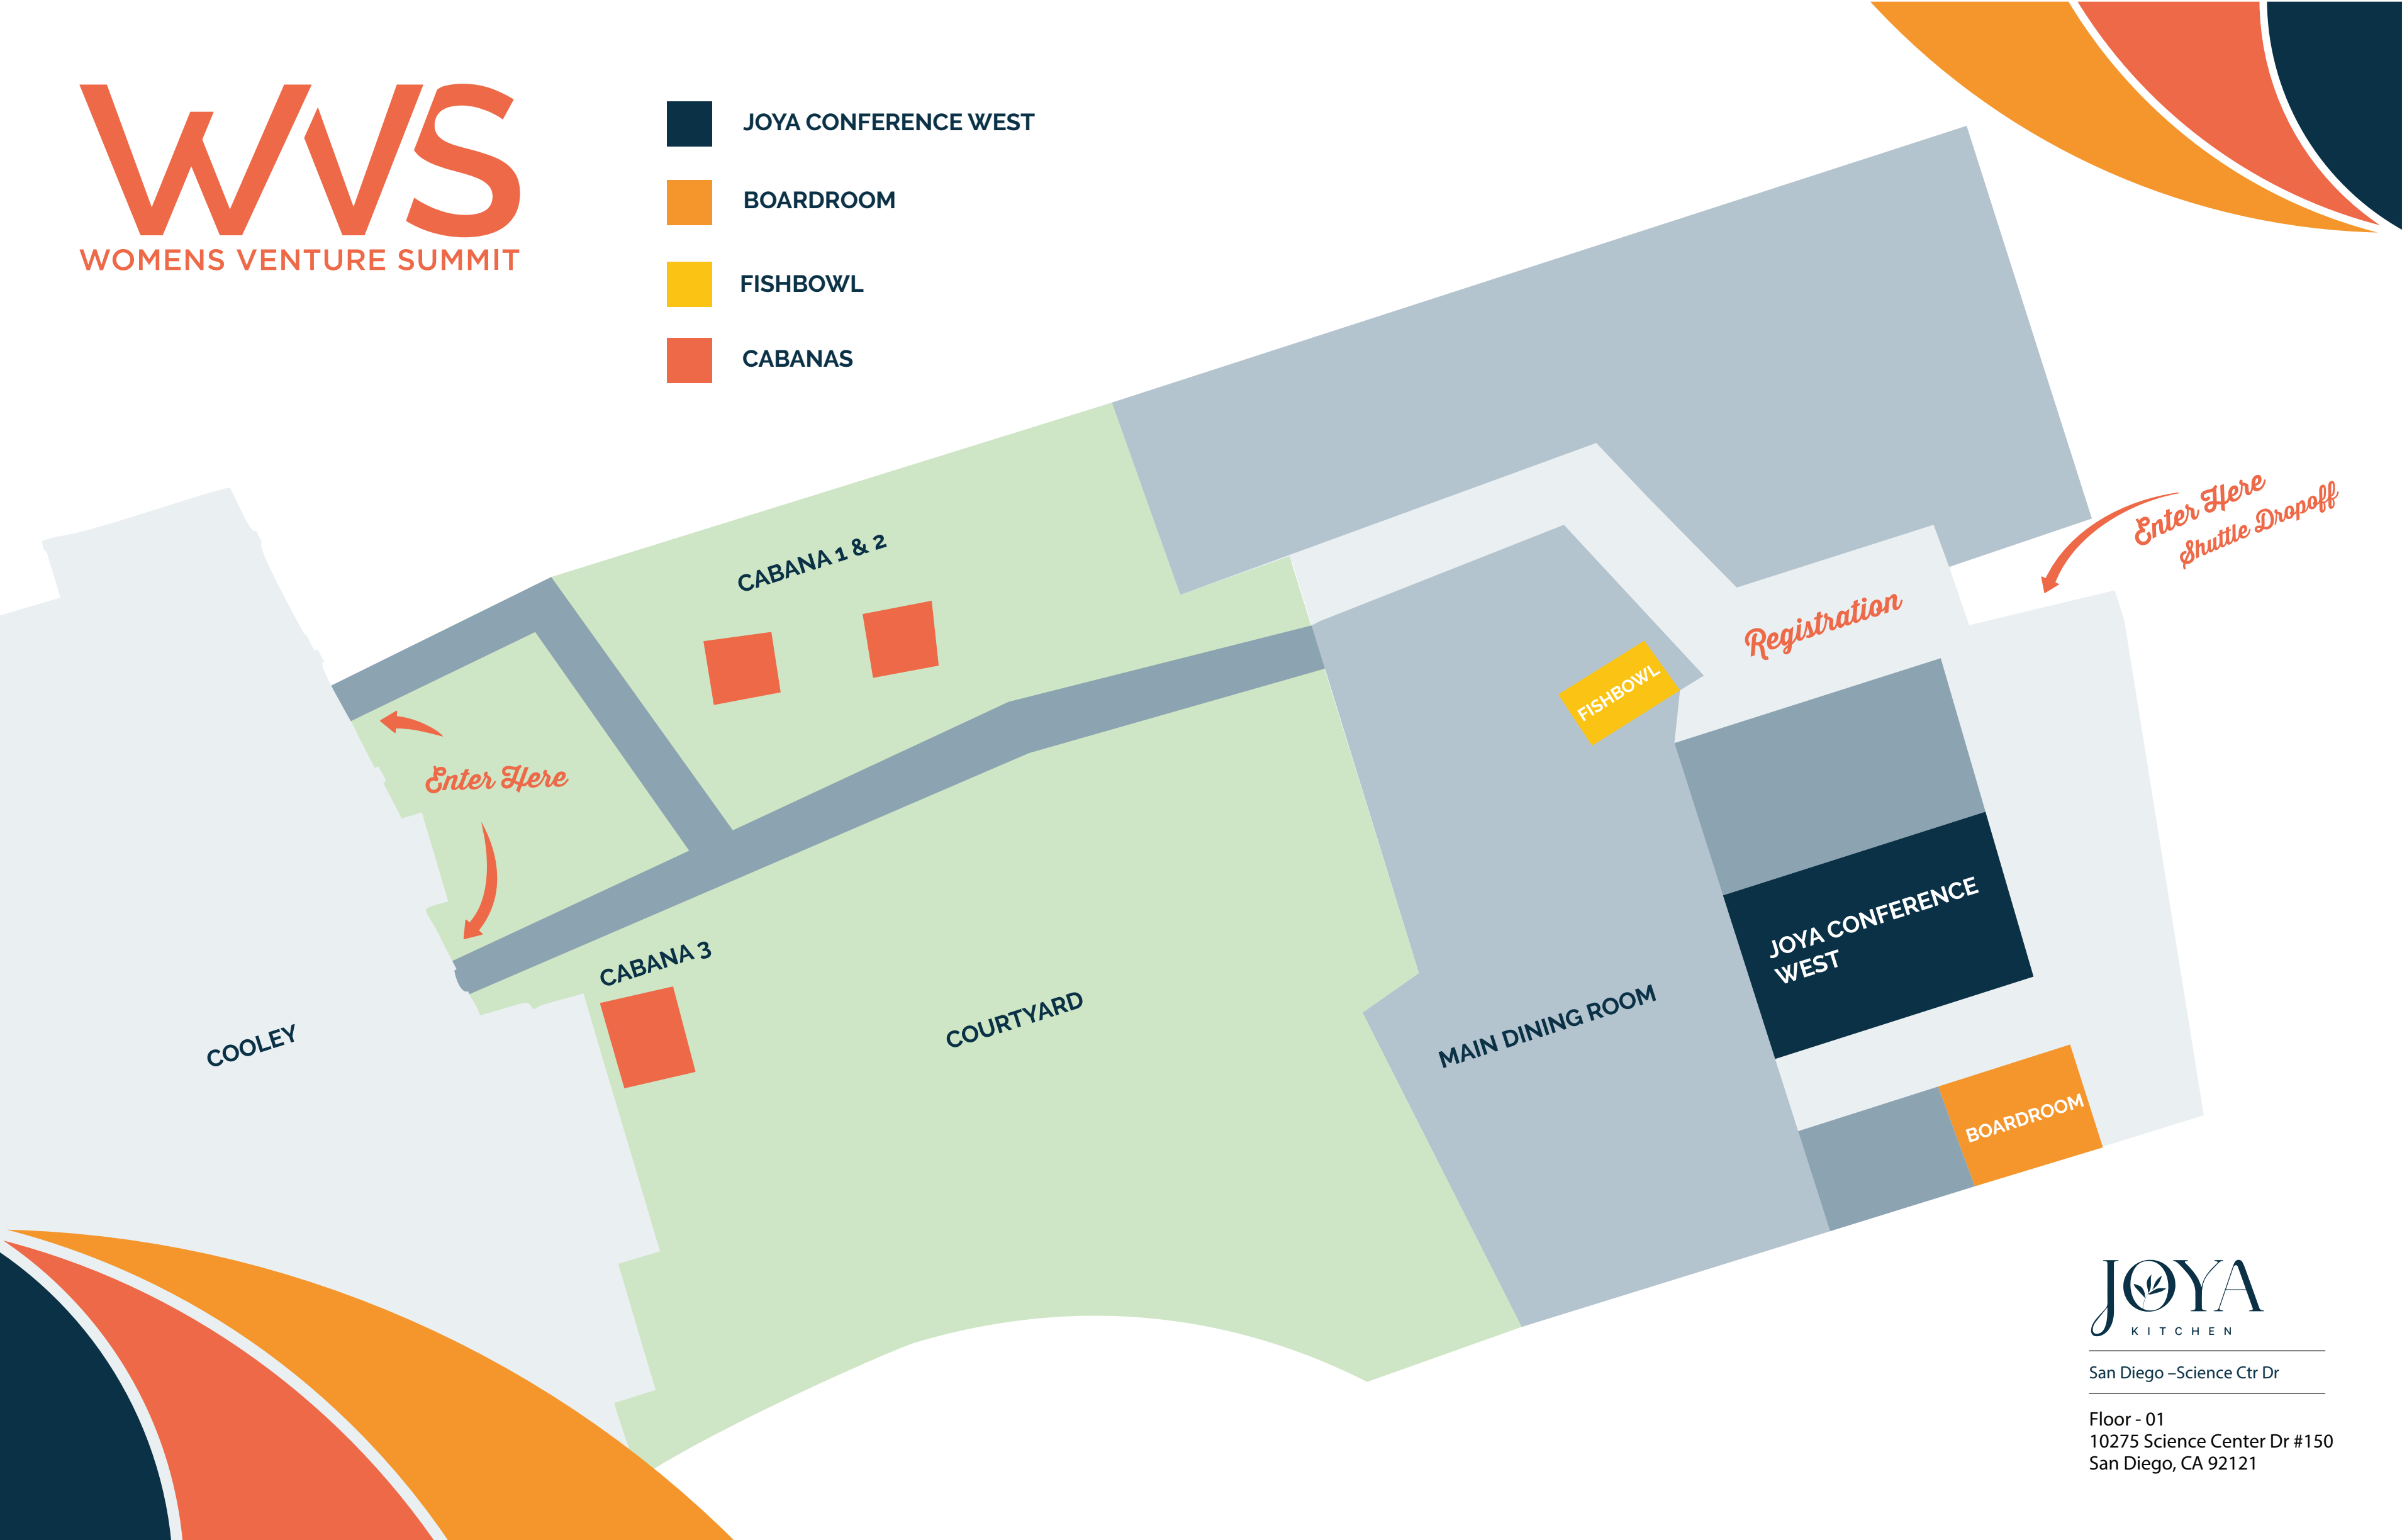 WVS
WOMENS VENTURE SUMMIT
JOYA CONFERENCE WEST
BOARDROOM
FISHBOWL
CABANAS
Enter Here
Shuttle Dropoff
CABANA 1 & 2
Registration
FISHBOWL
Enter Here
JOYA CONFERENCE
WEST
CABANA 3
COURTYARD
MAIN DINING ROOM
COOLEY
BOARDROOM
JOYA
KITCHEN
San Diego –Science Ctr Dr
Floor - 01
10275 Science Center Dr #150
San Diego, CA 92121